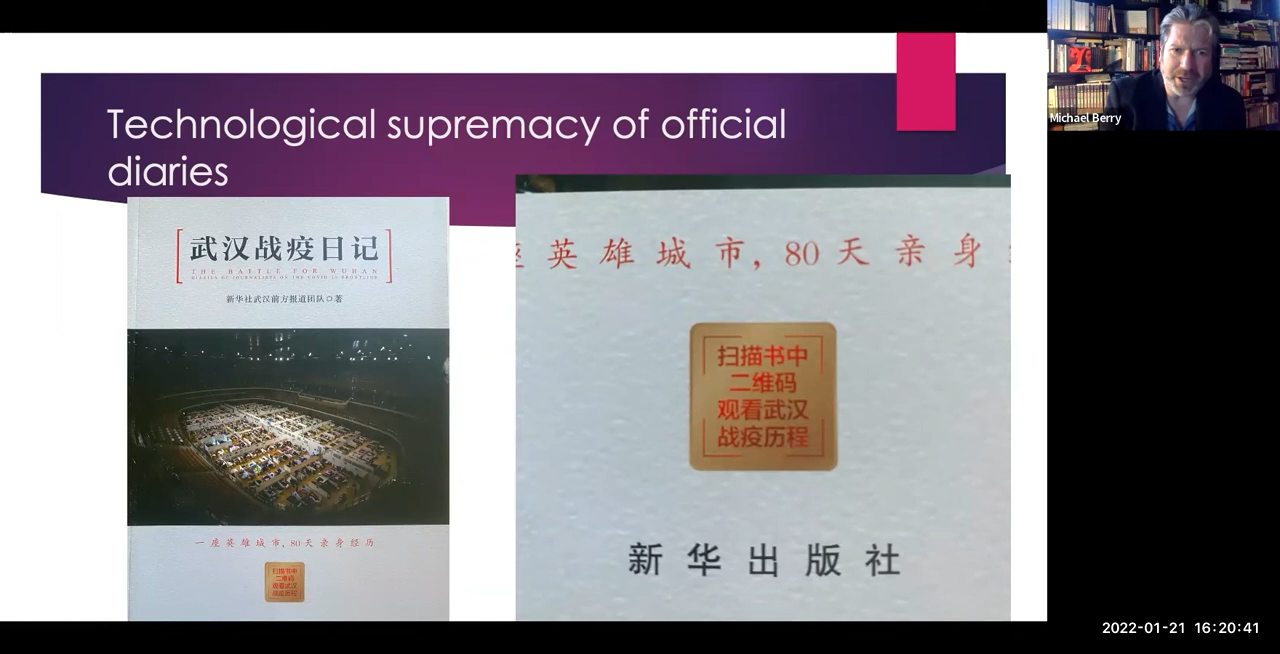 Technological supremacy of official
diaries
武汉战疫日记
THE BATTLE FOR WUHAN
DIARIES OF JOURNALISTS ON THE COVID-19 FRONTLINE
新华社武汉前方报道团队◎著
一座英雄城市，80天亲身经历
扫描书中
二维码
观看武汉
战疫历程
座英雄城市，80天亲身
扫描书中
二维码
观看武汉
战疫历程
新华出版社
Michael Berry
2022-01-21 16:20:41